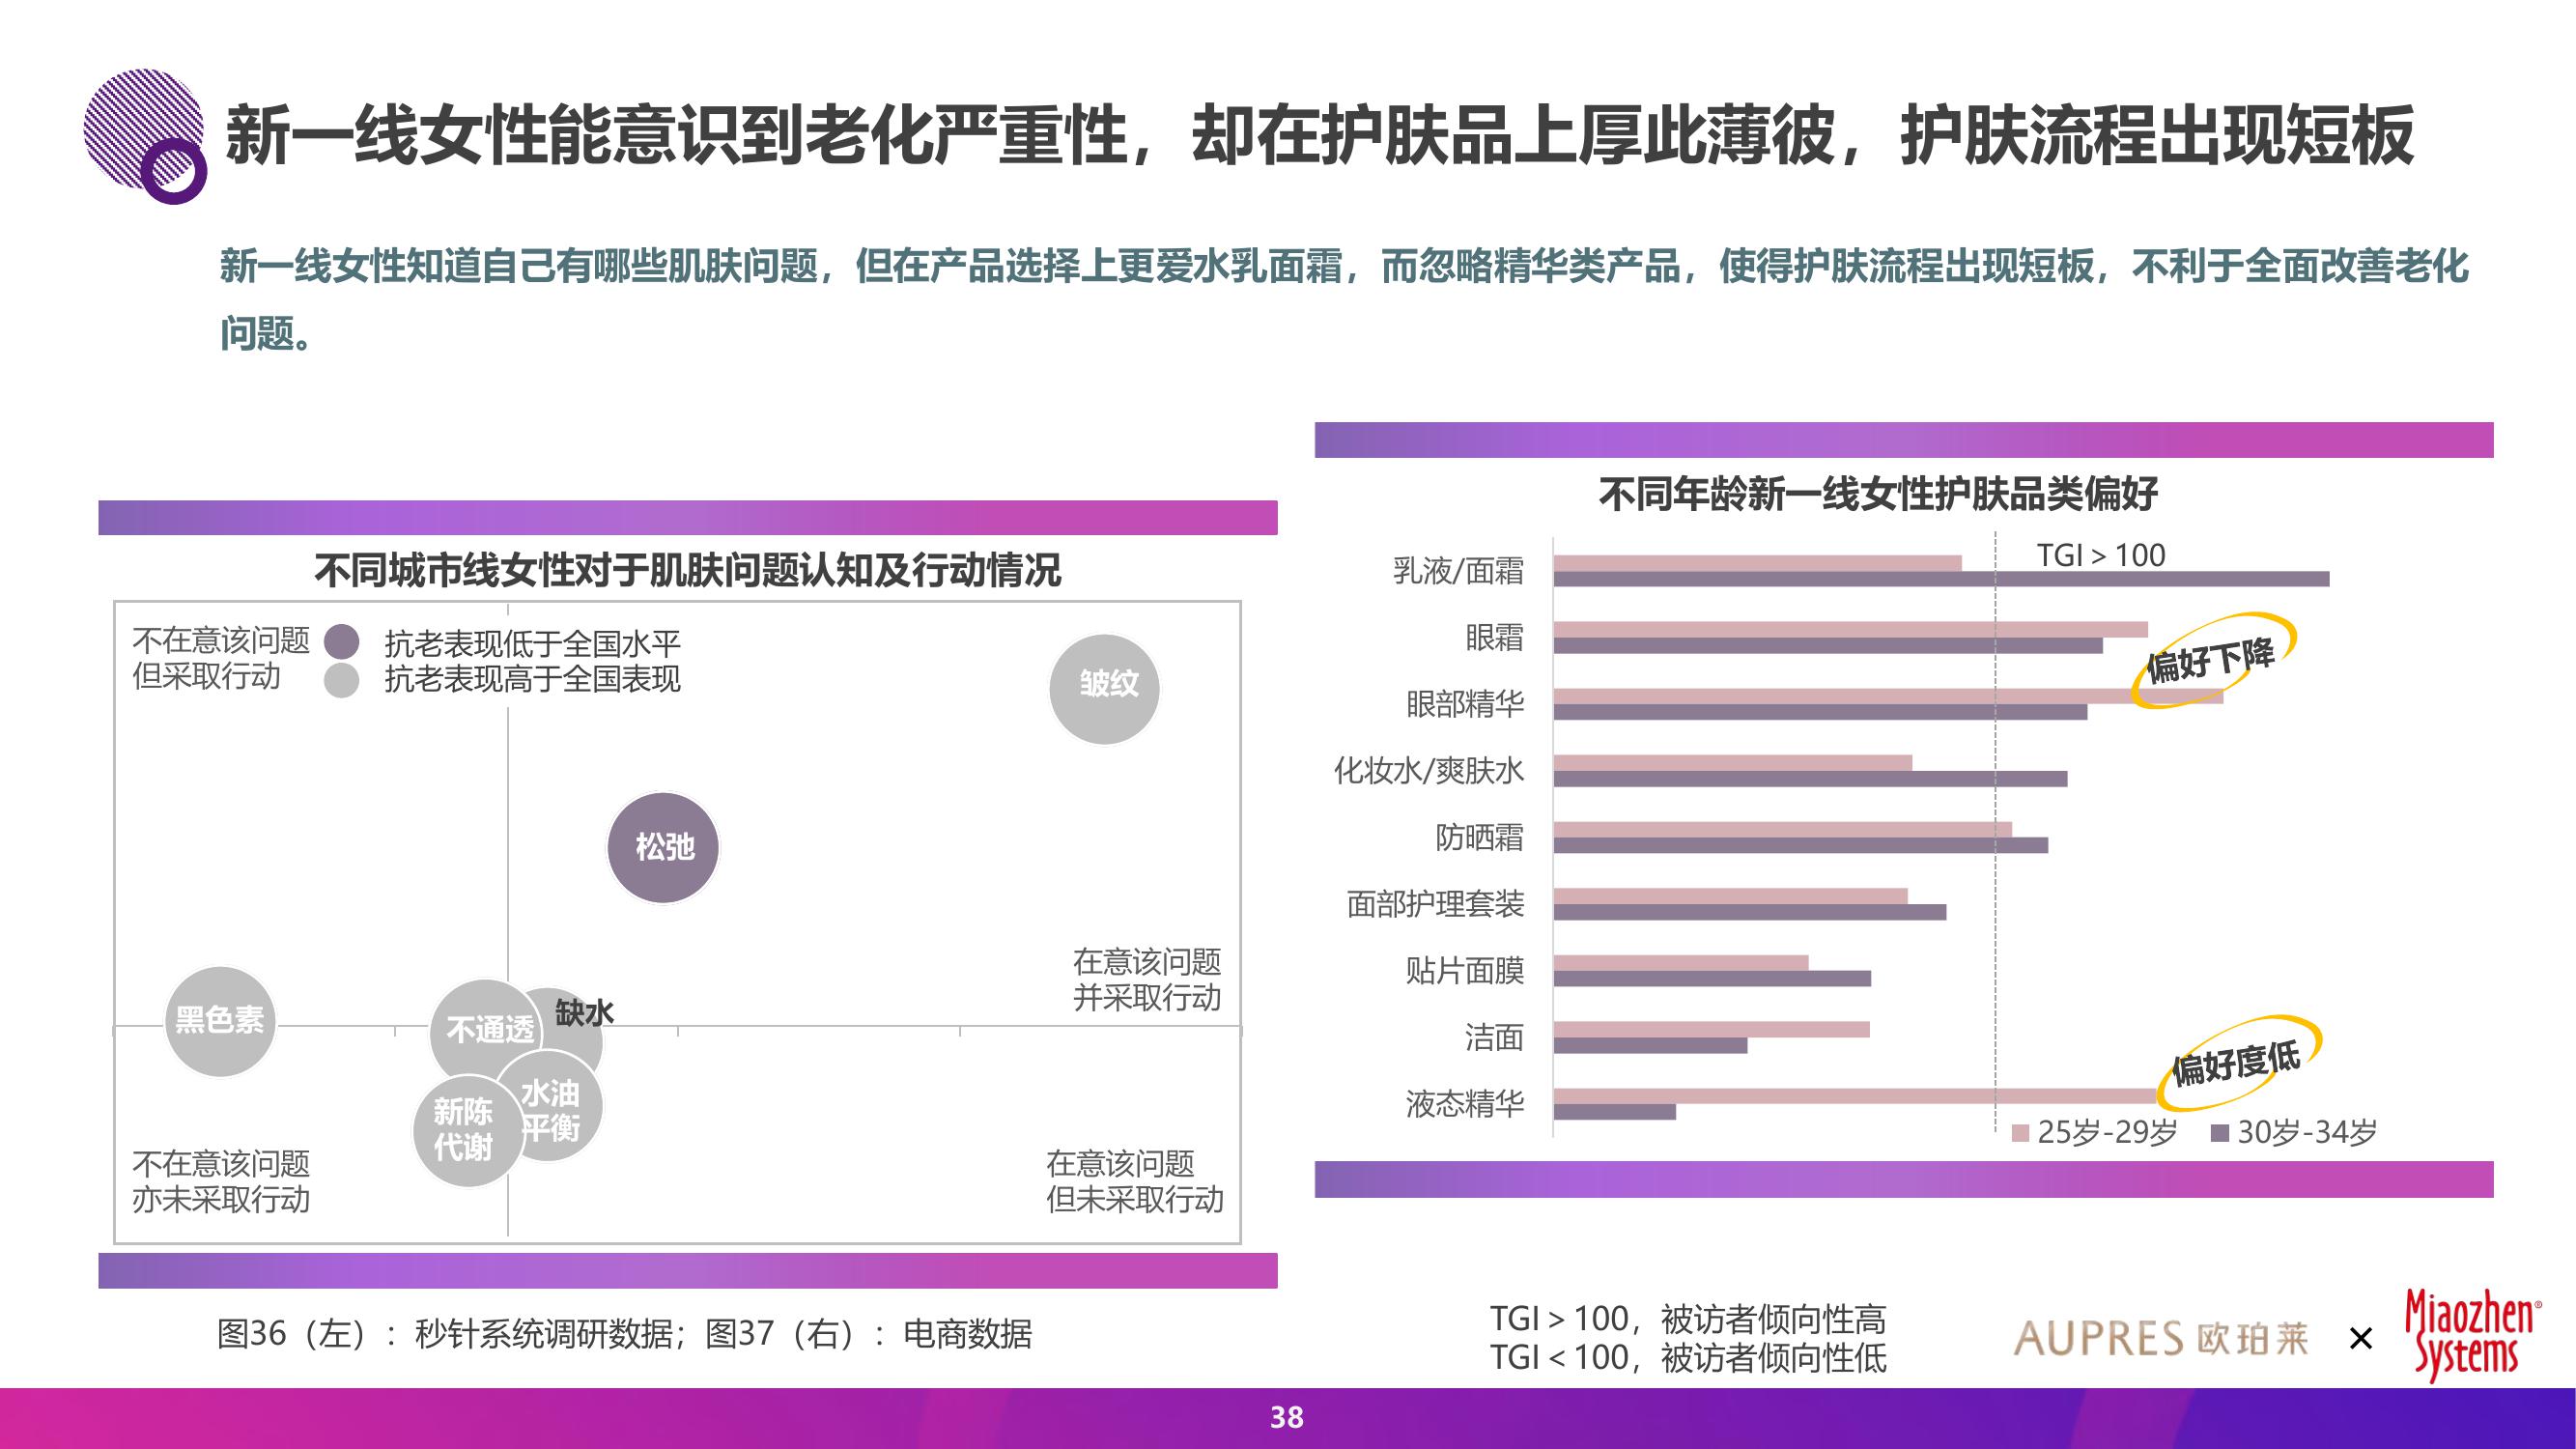 新一线女性能意识到老化严重性，却在护肤品上厚此薄彼，护肤流程出现短板
新一线女性知道自己有哪些肌肤问题，但在产品选择上更爱水乳面霜，而忽略精华类产品，使得护肤流程出现短板，不利于全面改善老化
问题。
不同城市线女性对于肌肤问题认知及行动情况
不在意该问题
但采取行动
抗老表现低于全国水平
抗老表现高于全国表现
皱纹
松弛
在意该问题
并采取行动
黑色素
不通透
缺水
水油
平衡
新陈
代谢
不在意该问题
亦未采取行动
在意该问题
但未采取行动
不同年龄新一线女性护肤品类偏好
TGI＞100
乳液/面霜
眼霜
偏好下降
眼部精华
化妆水/爽肤水
防晒霜
面部护理套装
贴片面膜
洁面
偏好度低
液态精华
25岁-29岁
30岁-34岁
图36（左）：秒针系统调研数据；图37（右）：电商数据
TGI＞100，被访者倾向性高
TGI＜100，被访者倾向性低
AUPRES 欧珀莱 × Miaozhen® Systems
38